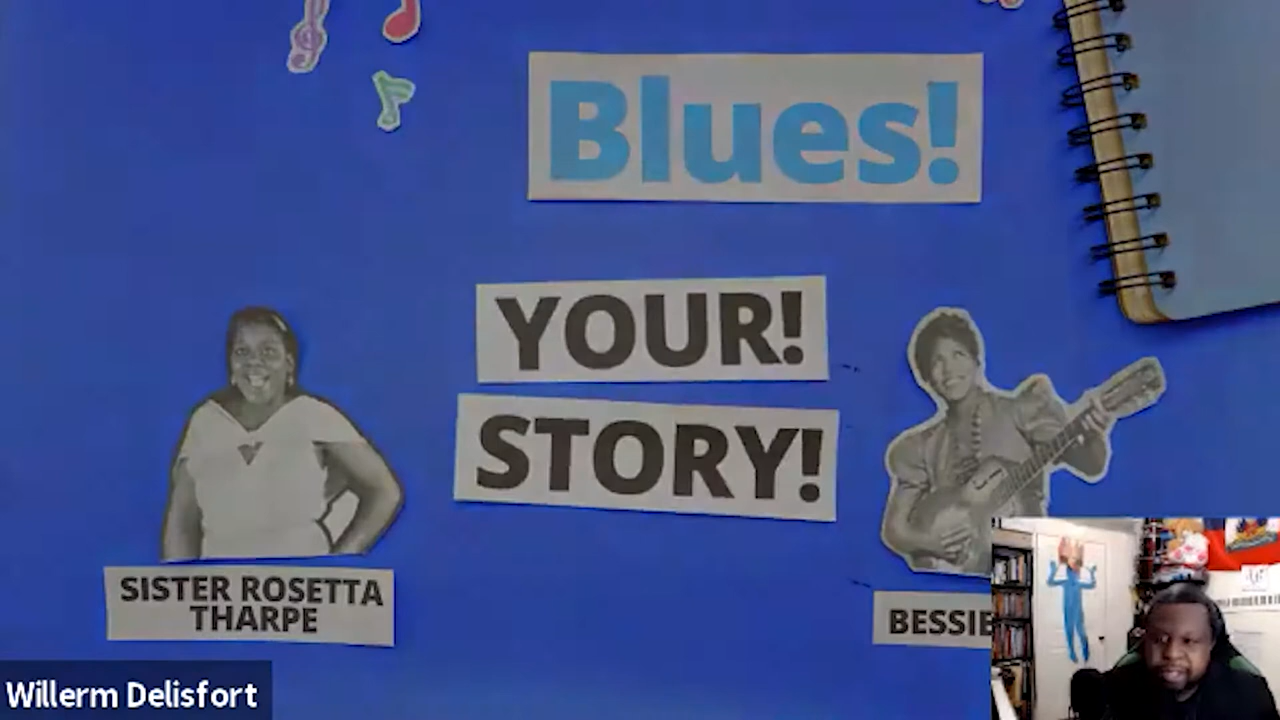 Blues!
YOUR!
STORY!
SISTER ROSETTA
THARPE
BESSIE
Willerm Delisfort